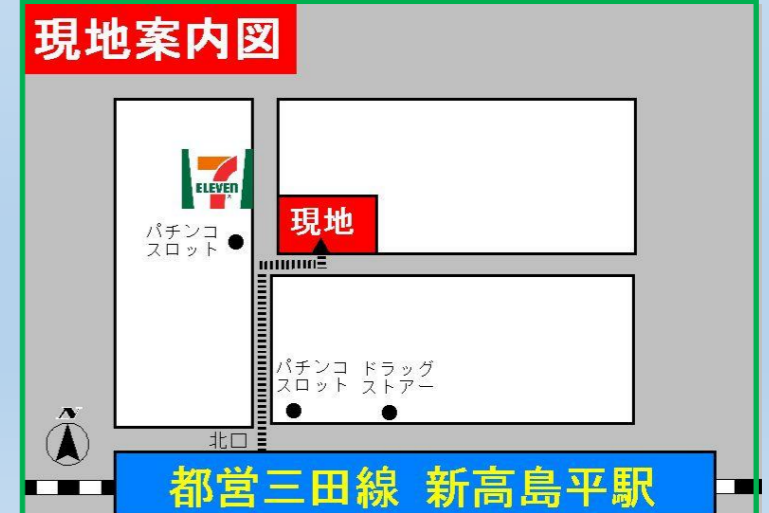 現地案内図
7
ELEVEN
現地
パチンコ
スロット
パチンコ
スロット
ドラッグ
ストアー
N
北口
都営三田線 新高島平駅